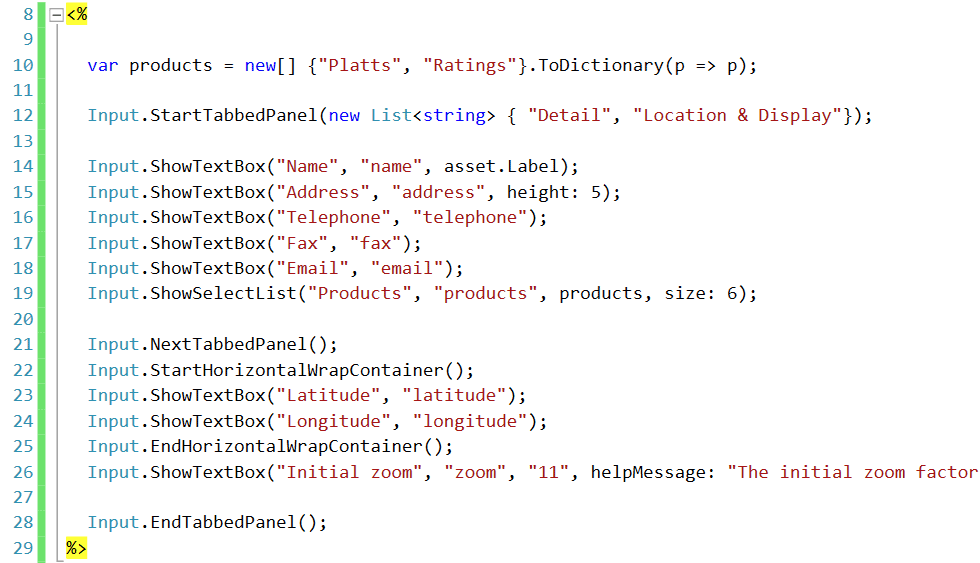 8 <%
9
10 var products = new[] {"Platts", "Ratings"}.ToDictionary(p => p);
11
12 Input.StartTabbedPanel(new List<string> { "Detail", "Location & Display"});
13
14 Input.ShowTextBox("Name", "name", asset.Label);
15 Input.ShowTextBox("Address", "address", height: 5);
16 Input.ShowTextBox("Telephone", "telephone");
17 Input.ShowTextBox("Fax", "fax");
18 Input.ShowTextBox("Email", "email");
19 Input.ShowSelectList("Products", "products", products, size: 6);
20
21 Input.NextTabbedPanel();
22 Input.StartHorizontalWrapContainer();
23 Input.ShowTextBox("Latitude", "latitude");
24 Input.ShowTextBox("Longitude", "longitude");
25 Input.EndHorizontalWrapContainer();
26 Input.ShowTextBox("Initial zoom", "zoom", "11", helpMessage: "The initial zoom factor
27
28 Input.EndTabbedPanel();
29 %>